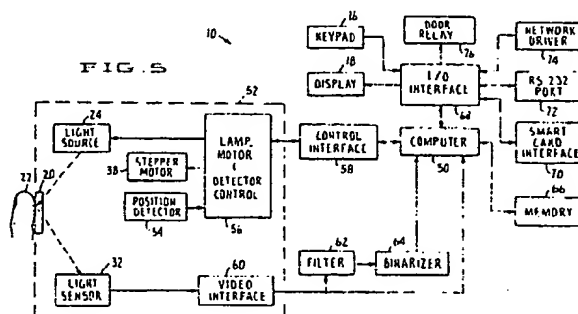 10
FIG. 5
16
KEYPAD
DOOR
RELAY
76
NETWORK
DRIVER
74
DISPLAY
18
I/O
INTERFACE
68
RS 232
PORT
72
52
24
LIGHT
SOURCE
LAMP,
MOTOR
&
DETECTOR
CONTROL
56
CONTROL
INTERFACE
58
COMPUTER
50
SMART
CARD
INTERFACE
70
22
20
38
STEPPER
MOTOR
POSITION
DETECTOR
54
66
MEMORY
32
LIGHT
SENSOR
60
VIDEO
INTERFACE
62
FILTER
64
BINARIZER